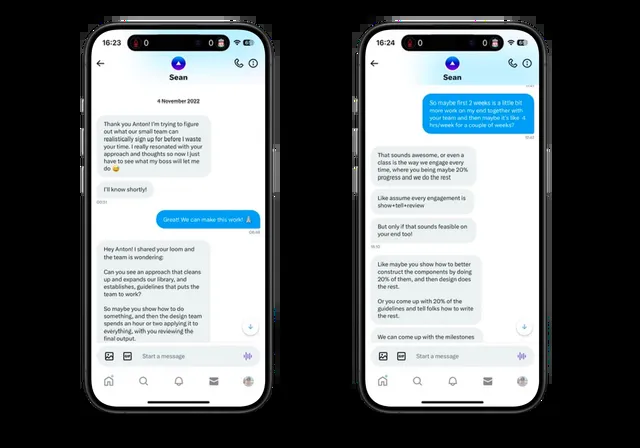 16:23
0
0
Sean
4 November 2022
Thank you Anton! I'm trying to figure
out what our small team can
realistically sign up for before I waste
your time. I really resonated with your
approach and thoughts so now I just
have to see what my boss will let me
do 😅
I'll know shortly!
Great! We can make this work! 🙏🏻
Hey Anton! I shared your loom and
the team is wondering:
Can you see an approach that cleans
up and expands our library, and
establishes, guidelines that puts the
team to work?
So maybe you show how to do
something, and then the design team
spends an hour or two applying it to
everything, with you reviewing the
final output.
GIF
Start a message
16:24
0
0
Sean
So maybe first 2 weeks is a little bit
more work on my end together with
your team and then maybe it's like 4
hrs/week for a couple of weeks?
That sounds awesome, or even a
class is the way we engage every
time, where you being maybe 20%
progress and we do the rest
Like assume every engagement is
show+tell+review
But only if that sounds feasible on
your end too!
Like maybe you show how to better
construct the components by doing
20% of them, and then design does
the rest.
Or you come up with 20% of the
guidelines and tell folks how to write
the rest.
We can come up with the milestones
GIF
Start a message